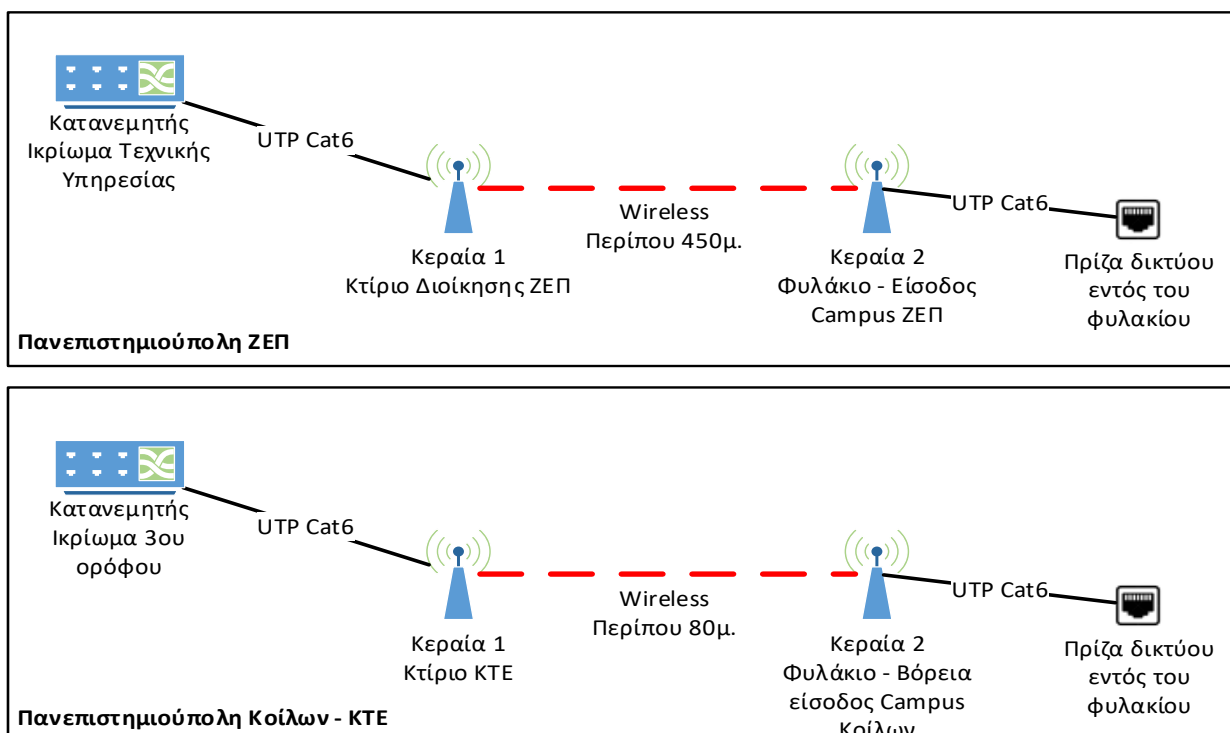 Κατανεμητής
Ικρίωμα Τεχνικής
Υπηρεσίας
UTP Cat6
Κεραία 1
Κτίριο Διοίκησης ΖΕΠ
Wireless
Περίπου 450μ.
Κεραία 2
Φυλάκιο - Είσοδος
Campus ΖΕΠ
UTP Cat6
Πρίζα δικτύου
εντός του
φυλακίου
Πανεπιστημιούπολη ΖΕΠ
Κατανεμητής
Ικρίωμα 3ου
ορόφου
UTP Cat6
Κεραία 1
Κτίριο ΚΤΕ
Wireless
Περίπου 80μ.
Κεραία 2
Φυλάκιο - Βόρεια
είσοδος Campus
Κοίλων
UTP Cat6
Πρίζα δικτύου
εντός του
φυλακίου
Πανεπιστημιούπολη Κοίλων - ΚΤΕ